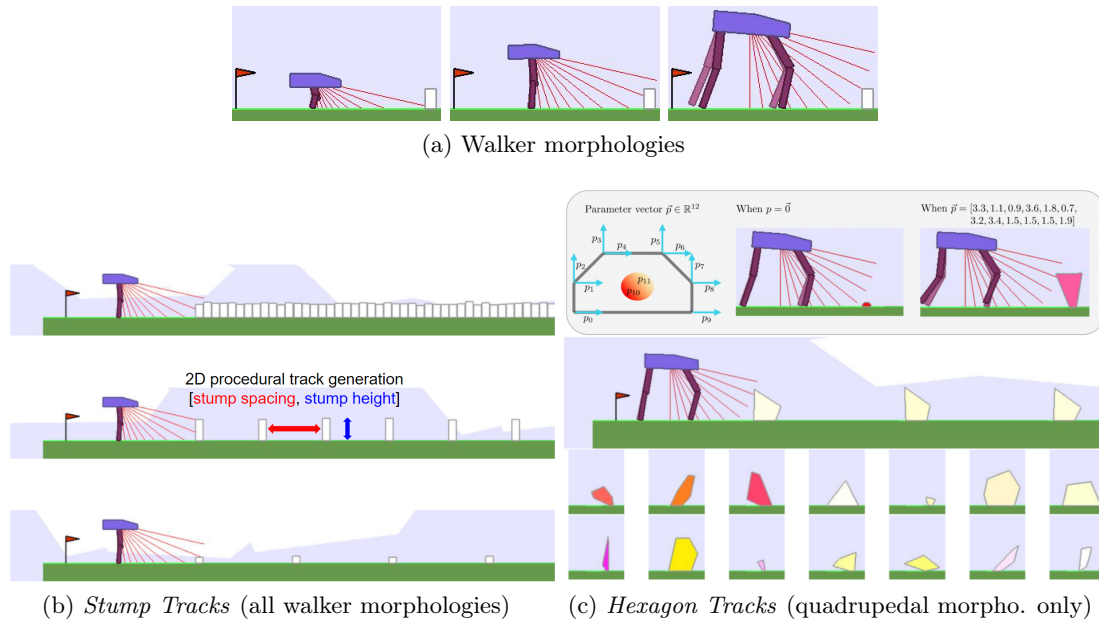 (a) Walker morphologies
2D procedural track generation
[stump spacing, stump height]
(b) Stump Tracks (all walker morphologies)
Parameter vector p⃗ ∈ ℝ¹²
When p = 0⃗
When p⃗ = [3.3, 1.1, 0.9, 3.6, 1.8, 0.7,
3.2, 3.4, 1.5, 1.5, 1.5, 1.9]
p₃
p₄
p₅
p₆
p₂
p₇
p₁
p₁₁
p₁₀
p₈
p₀
p₉
(c) Hexagon Tracks (quadrupedal morpho. only)